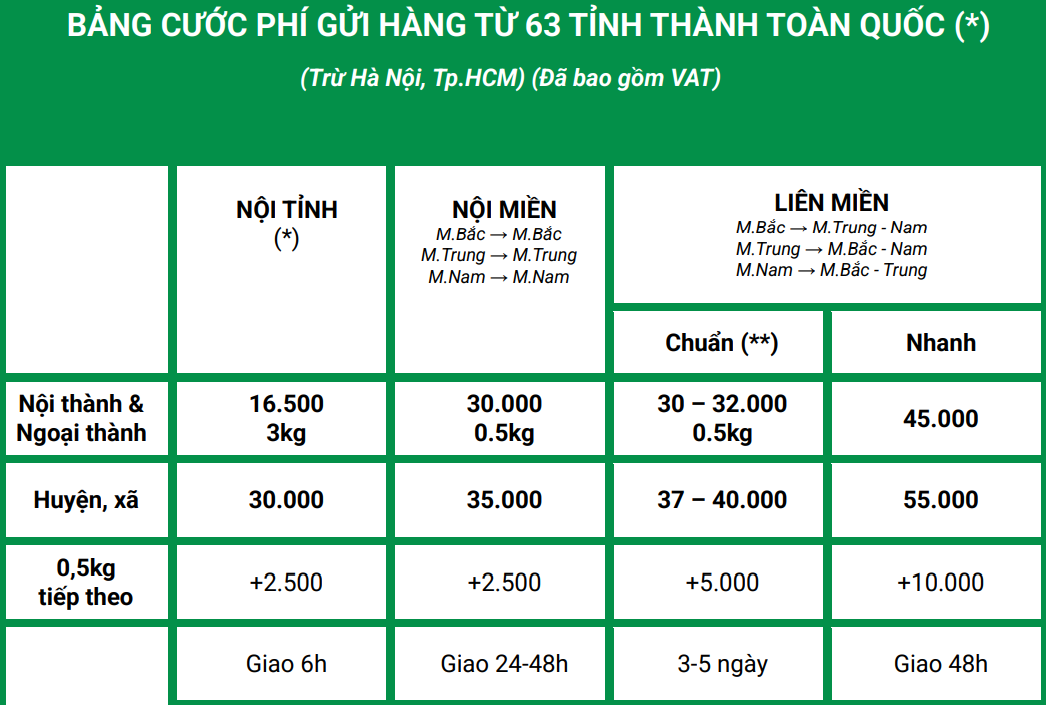 BẢNG CƯỚC PHÍ GỬI HÀNG TỪ 63 TỈNH THÀNH TOÀN QUỐC (*)
(Trừ Hà Nội, Tp.HCM) (Đã bao gồm VAT)
NỘI TỈNH
(*)
NỘI MIỀN
M.Bắc → M.Bắc
M.Trung → M.Trung
M.Nam → M.Nam
LIÊN MIỀN
M.Bắc → M.Trung - Nam
M.Trung → M.Bắc - Nam
M.Nam → M.Bắc - Trung
Chuẩn (**)
Nhanh
Nội thành &
Ngoại thành
16.500
3kg
30.000
0.5kg
30 – 32.000
0.5kg
45.000
Huyện, xã
30.000
35.000
37 – 40.000
55.000
0,5kg
tiếp theo
+2.500
+2.500
+5.000
+10.000
Giao 6h
Giao 24-48h
3-5 ngày
Giao 48h